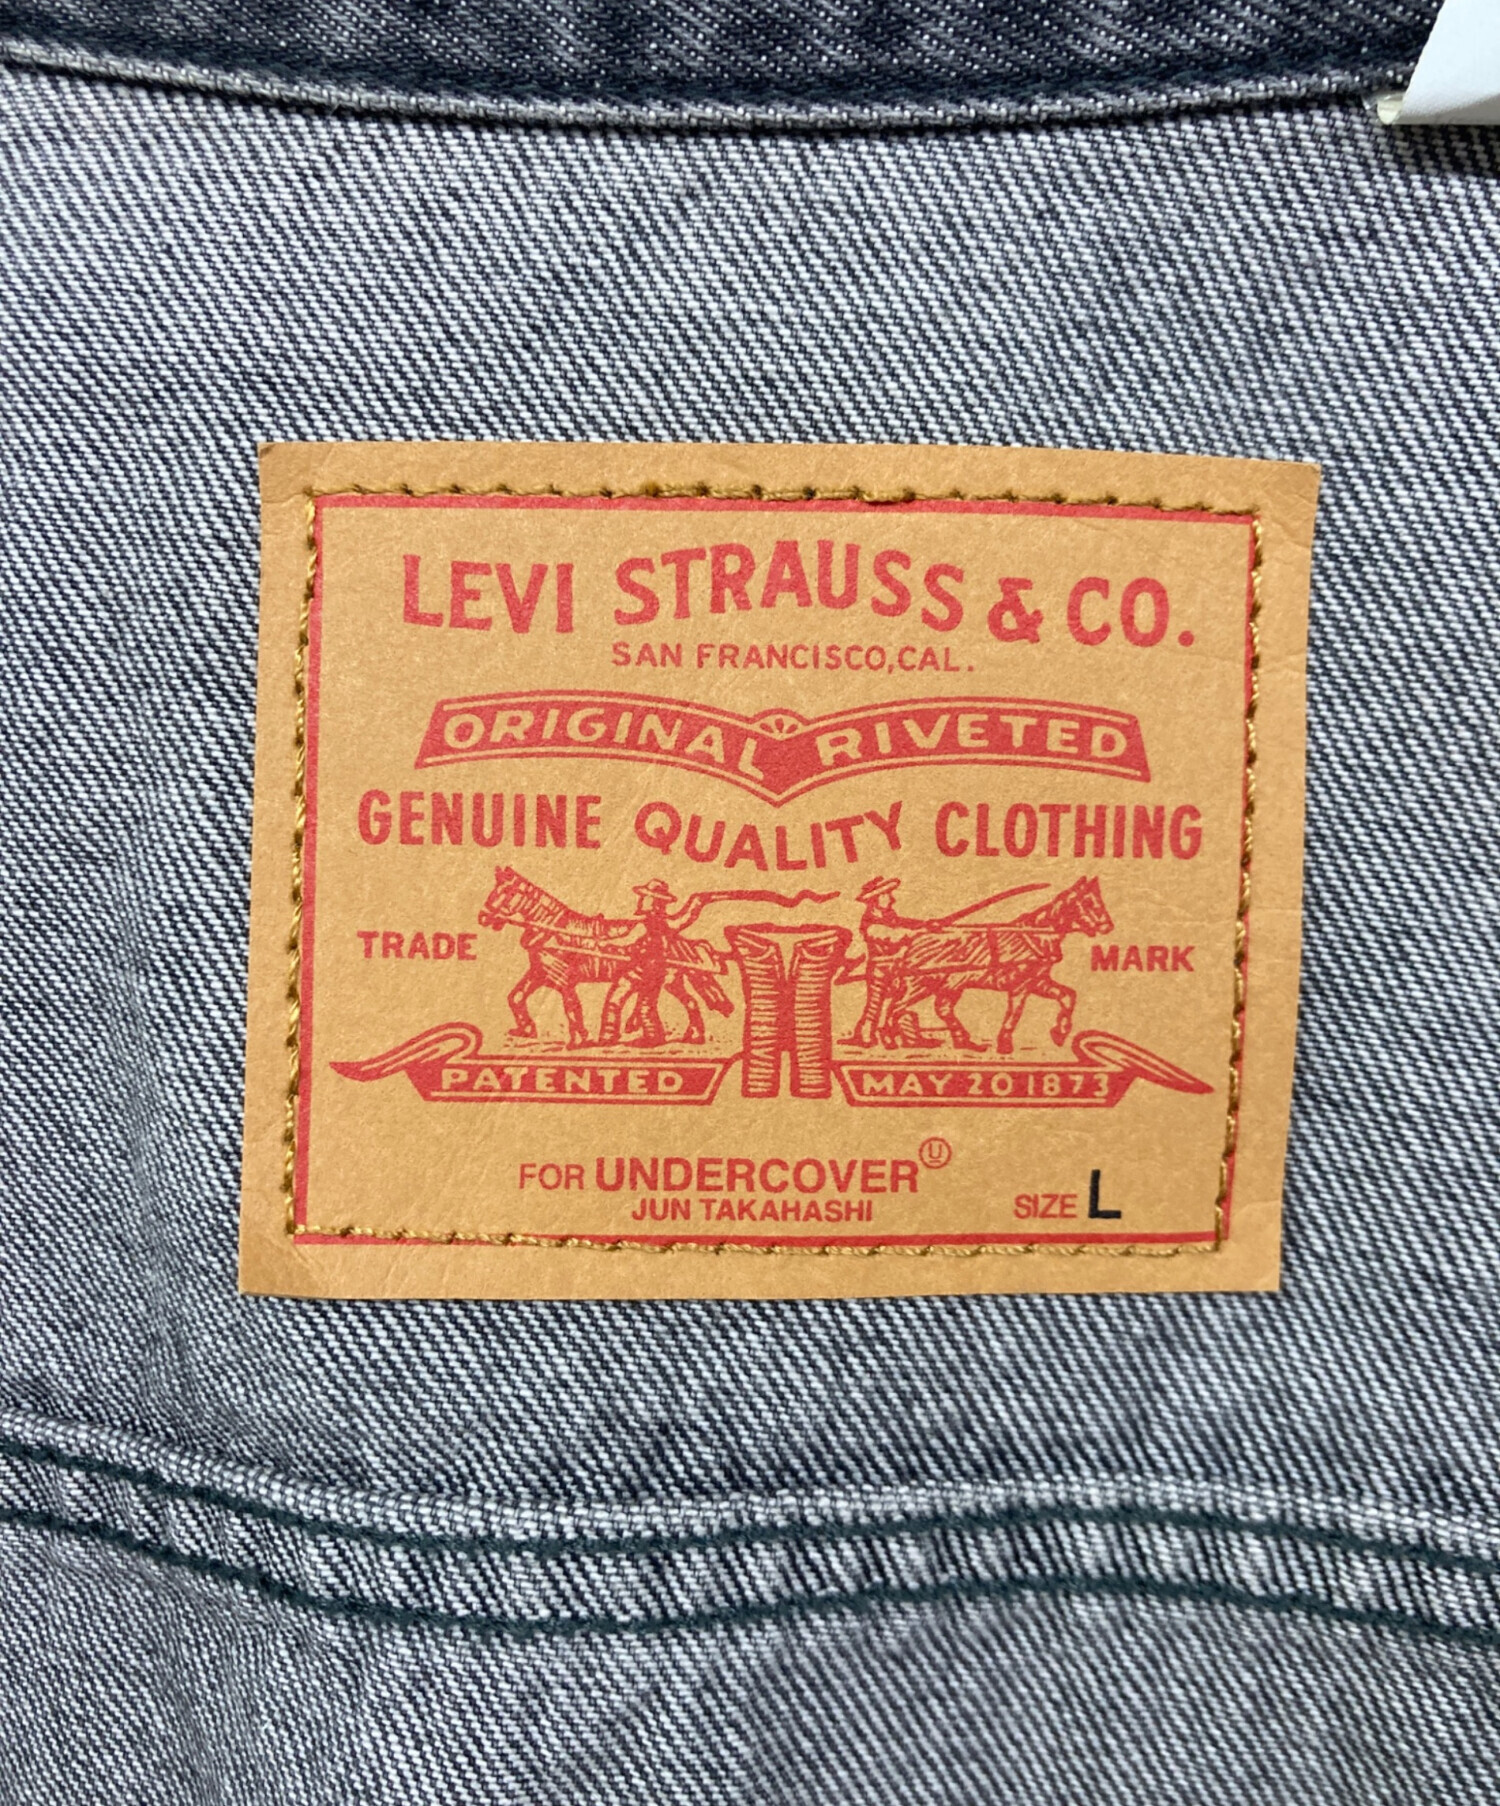 LEVI STRAUSS & CO.
SAN FRANCISCO,CAL.
ORIGINAL RIVETED
GENUINE QUALITY CLOTHING
TRADE MARK
PATENTED MAY 20 1873
FOR UNDERCOVER Ⓤ
JUN TAKAHASHI
SIZE L